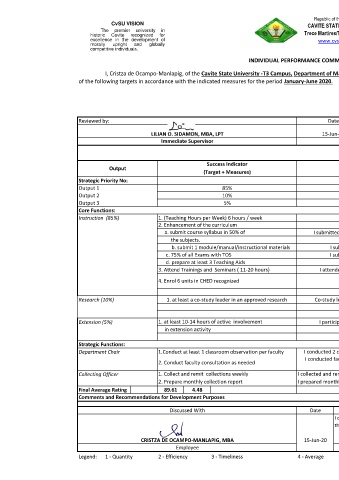 CvSU VISION
The premier university in
historic Cavite recognized for
excellence in the development of
morally upright and globally
competitive individuals.
Republic of
CAVITE STAT
Trece Martires
www.cvs
INDIVIDUAL PERFORMANCE COMM
I, Cristza de Ocampo-Manlapig, of the Cavite State University -T3 Campus, Department of M
of the following targets in accordance with the indicated measures for the period January-June 2020.
Reviewed by: Date
LILIAN O. SIDAMON, MBA, LPT 15-Jun-
Immediate Supervisor
Output Success Indicator
(Target + Measures)
Strategic Priority No:
Output 1 85%
Output 2 10%
Output 3 5%
Core Functions:
Instruction (85%) 1. (Teaching Hours per Week) 6 hours / week
2. Enhancement of the curriculum
a. submit course syllabus in 50% of I submitted
the subjects.
b. submit 1 module/manual/instructional materials I su
c. 75% of all Exams with TOS I su
d. prepare at least 3 Teaching Aids
3. Attend Trainings and Seminars ( 11-20 hours) I attend
4. Enrol 6 units in CHED recognized
Research (10%) 1. at least a co-study leader in an approved research Co-study l
Extension (5%) 1. at least 10-14 hours of active involvement I particip
in extension activity
Strategic Functions:
Department Chair 1.Conduct at least 1 classroom observation per faculty I conducted 2 c
2. Conduct faculty consultation as needed I conducted fa
Collecting Officer 1. Collect and remit collections weekly I collected and re
2. Prepare monthly collection report I prepared month
Final Average Rating 89.61 4.48
Comments and Recommendations for Development Purposes
Discussed With Date
CRISTZA DE OCAMPO-MANLAPIG, MBA 15-Jun-20
Employee
Legend: 1 - Quantity 2 - Efficiency 3 - Timeliness 4 - Average